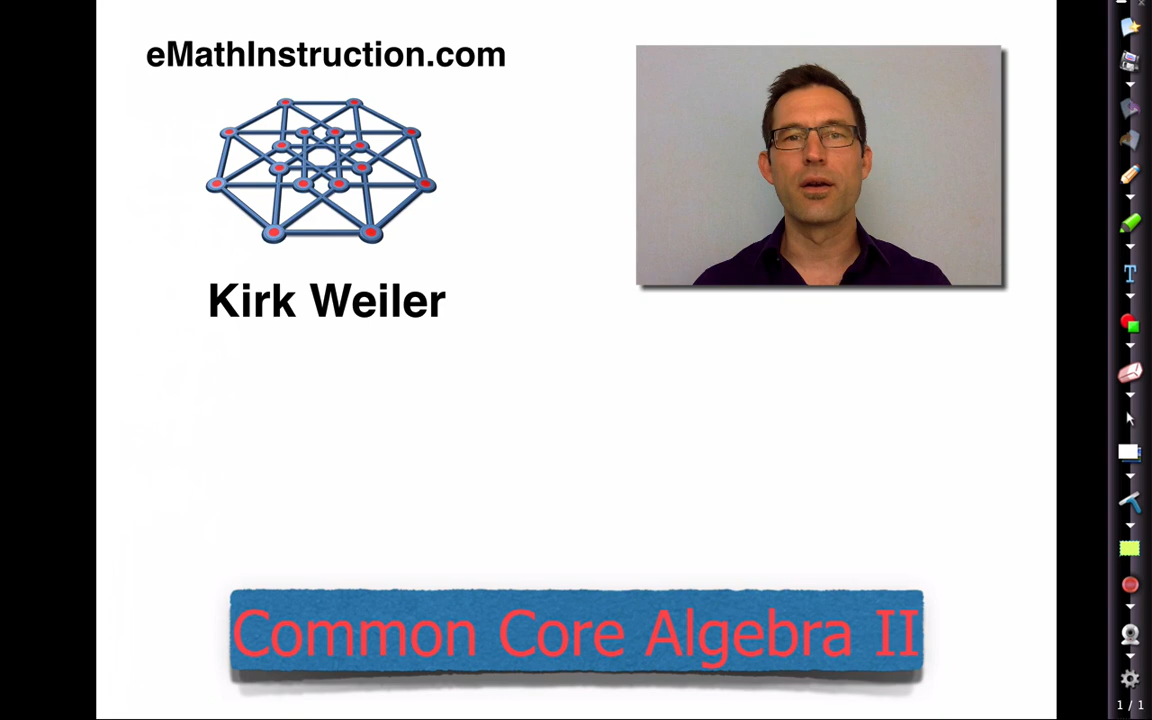 eMathInstruction.com
Kirk Weiler
Common Core Algebra II
T
1 / 1